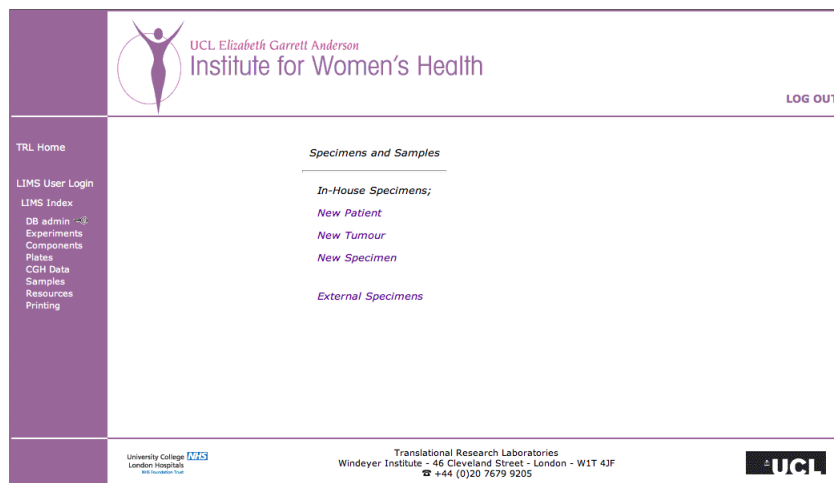 UCL Elizabeth Garrett Anderson
Institute for Women's Health
LOG OUT
TRL Home
LIMS User Login
LIMS Index
DB admin
Experiments
Components
Plates
CGH Data
Samples
Resources
Printing
Specimens and Samples
In-House Specimens;
New Patient
New Tumour
New Specimen
External Specimens
University College NHS
London Hospitals
NHS Foundation Trust
Translational Research Laboratories
Windeyer Institute - 46 Cleveland Street - London - W1T 4JF
☎ +44 (0)20 7679 9205
UCL